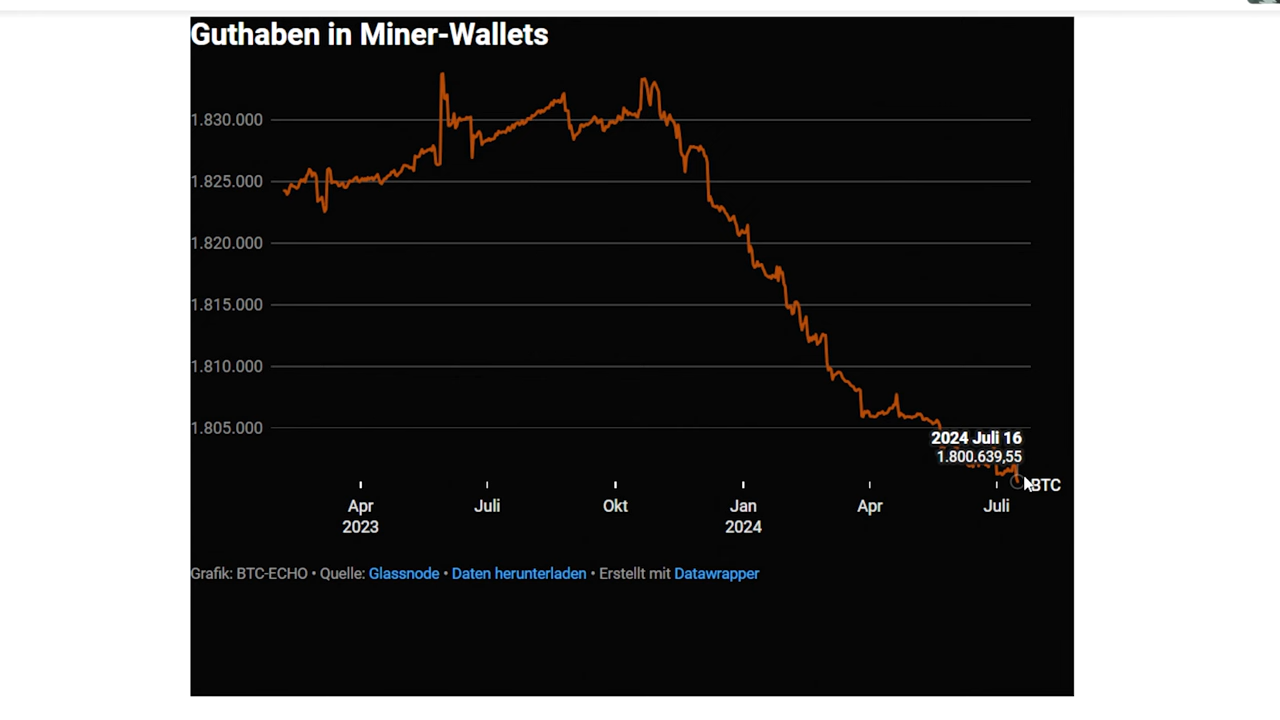 Guthaben in Miner-Wallets
1.830.000
1.825.000
1.820.000
1.815.000
1.810.000
1.805.000
2024 Juli 16
1.800.639,55
BTC
Apr Juli Okt Jan Apr Juli
2023 2024
Grafik: BTC-ECHO • Quelle: Glassnode • Daten herunterladen • Erstellt mit Datawrapper